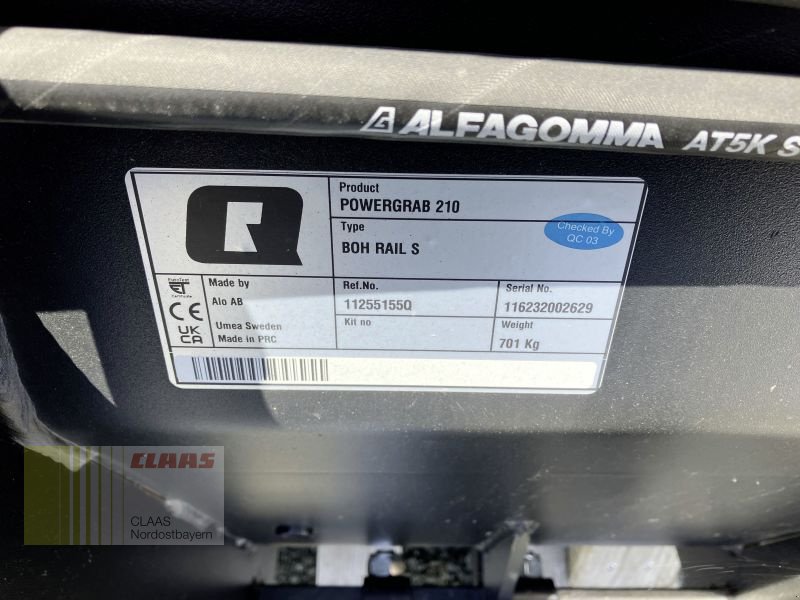 ALFAGOMMA AT5K S
Product
POWERGRAB 210
Type
BOH RAIL S
Checked By
QC 03
Made by
Alo AB
Umea Sweden
Made in PRC
CE
UK
CA
Ref.No.
11255155Q
Serial No.
116232002629
Kit no
Weight
701 Kg
CLAAS
CLAAS
Nordostbayern